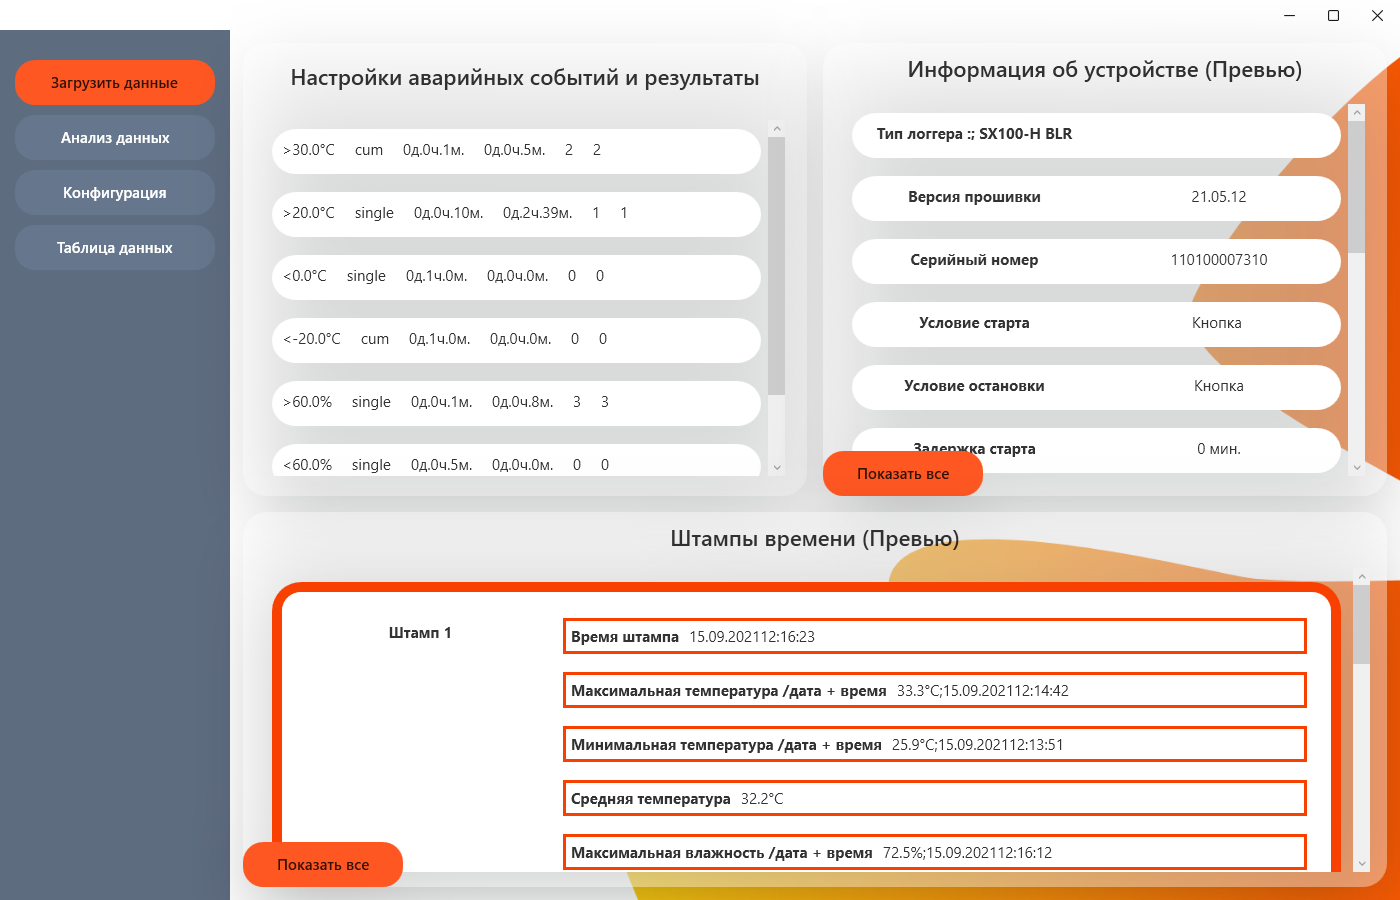 Загрузить данные
Анализ данных
Конфигурация
Таблица данных
Настройки аварийных событий и результаты
>30.0°C cum 0д.0ч.1м. 0д.0ч.5м. 2 2
>20.0°C single 0д.0ч.10м. 0д.2ч.39м. 1 1
<0.0°C single 0д.1ч.0м. 0д.0ч.0м. 0 0
<-20.0°C cum 0д.1ч.0м. 0д.0ч.0м. 0 0
>60.0% single 0д.0ч.1м. 0д.0ч.8м. 3 3
<60.0% single 0д.0ч.5м. 0д.0ч.0м. 0 0
Информация об устройстве (Превью)
Тип логгера :; SX100-H BLR
Версия прошивки 21.05.12
Серийный номер 110100007310
Условие старта Кнопка
Условие остановки Кнопка
Задержка старта 0 мин.
Показать все
Штампы времени (Превью)
Штамп 1
Время штампа 15.09.202112:16:23
Максимальная температура /дата + время 33.3°C;15.09.202112:14:42
Минимальная температура /дата + время 25.9°C;15.09.202112:13:51
Средняя температура 32.2°C
Максимальная влажность /дата + время 72.5%;15.09.202112:16:12
Показать все